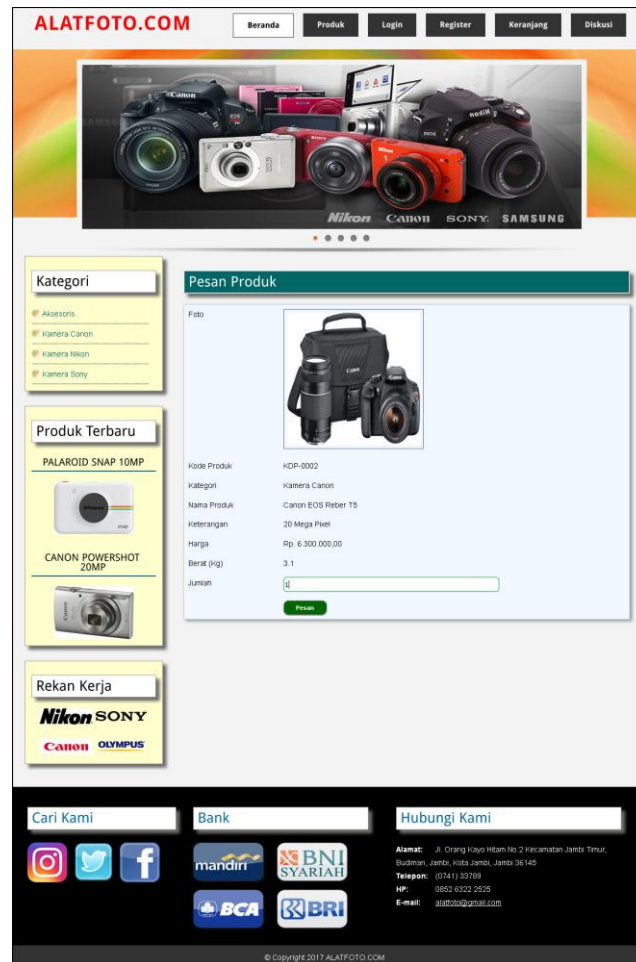 ALATFOTO.COM
Beranda
Produk
Login
Register
Keranjang
Diskusi
Canon
SONY
Nikon
Nikon Canon SONY SAMSUNG
Kategori
Aksesoris
Kamera Canon
Kamera Nikon
Kamera Sony
Produk Terbaru
PALAROID SNAP 10MP
CANON POWERSHOT
20MP
Rekan Kerja
Nikon SONY
Canon OLYMPUS
Pesan Produk
Foto
Canon
Kode Produk KDP-0002
Kategori Kamera Canon
Nama Produk Canon EOS Reber T5
Keterangan 20 Mega Pixel
Harga Rp. 6.300.000,00
Berat (Kg) 3.1
Jumlah 1
Pesan
Cari Kami
Bank
mandiri
BNI
SYARIAH
BCA
BRI
Hubungi Kami
Alamat: Jl. Orang Kayo Hitam No 2 Kecamatan Jambi Timur,
Budiman, Jambi, Kota Jambi, Jambi 36145
Telepon: (0741) 33789
HP: 0852 6322 2525
E-mail: alatfoto@gmail.com
© Copyright 2017 ALATFOTO.COM